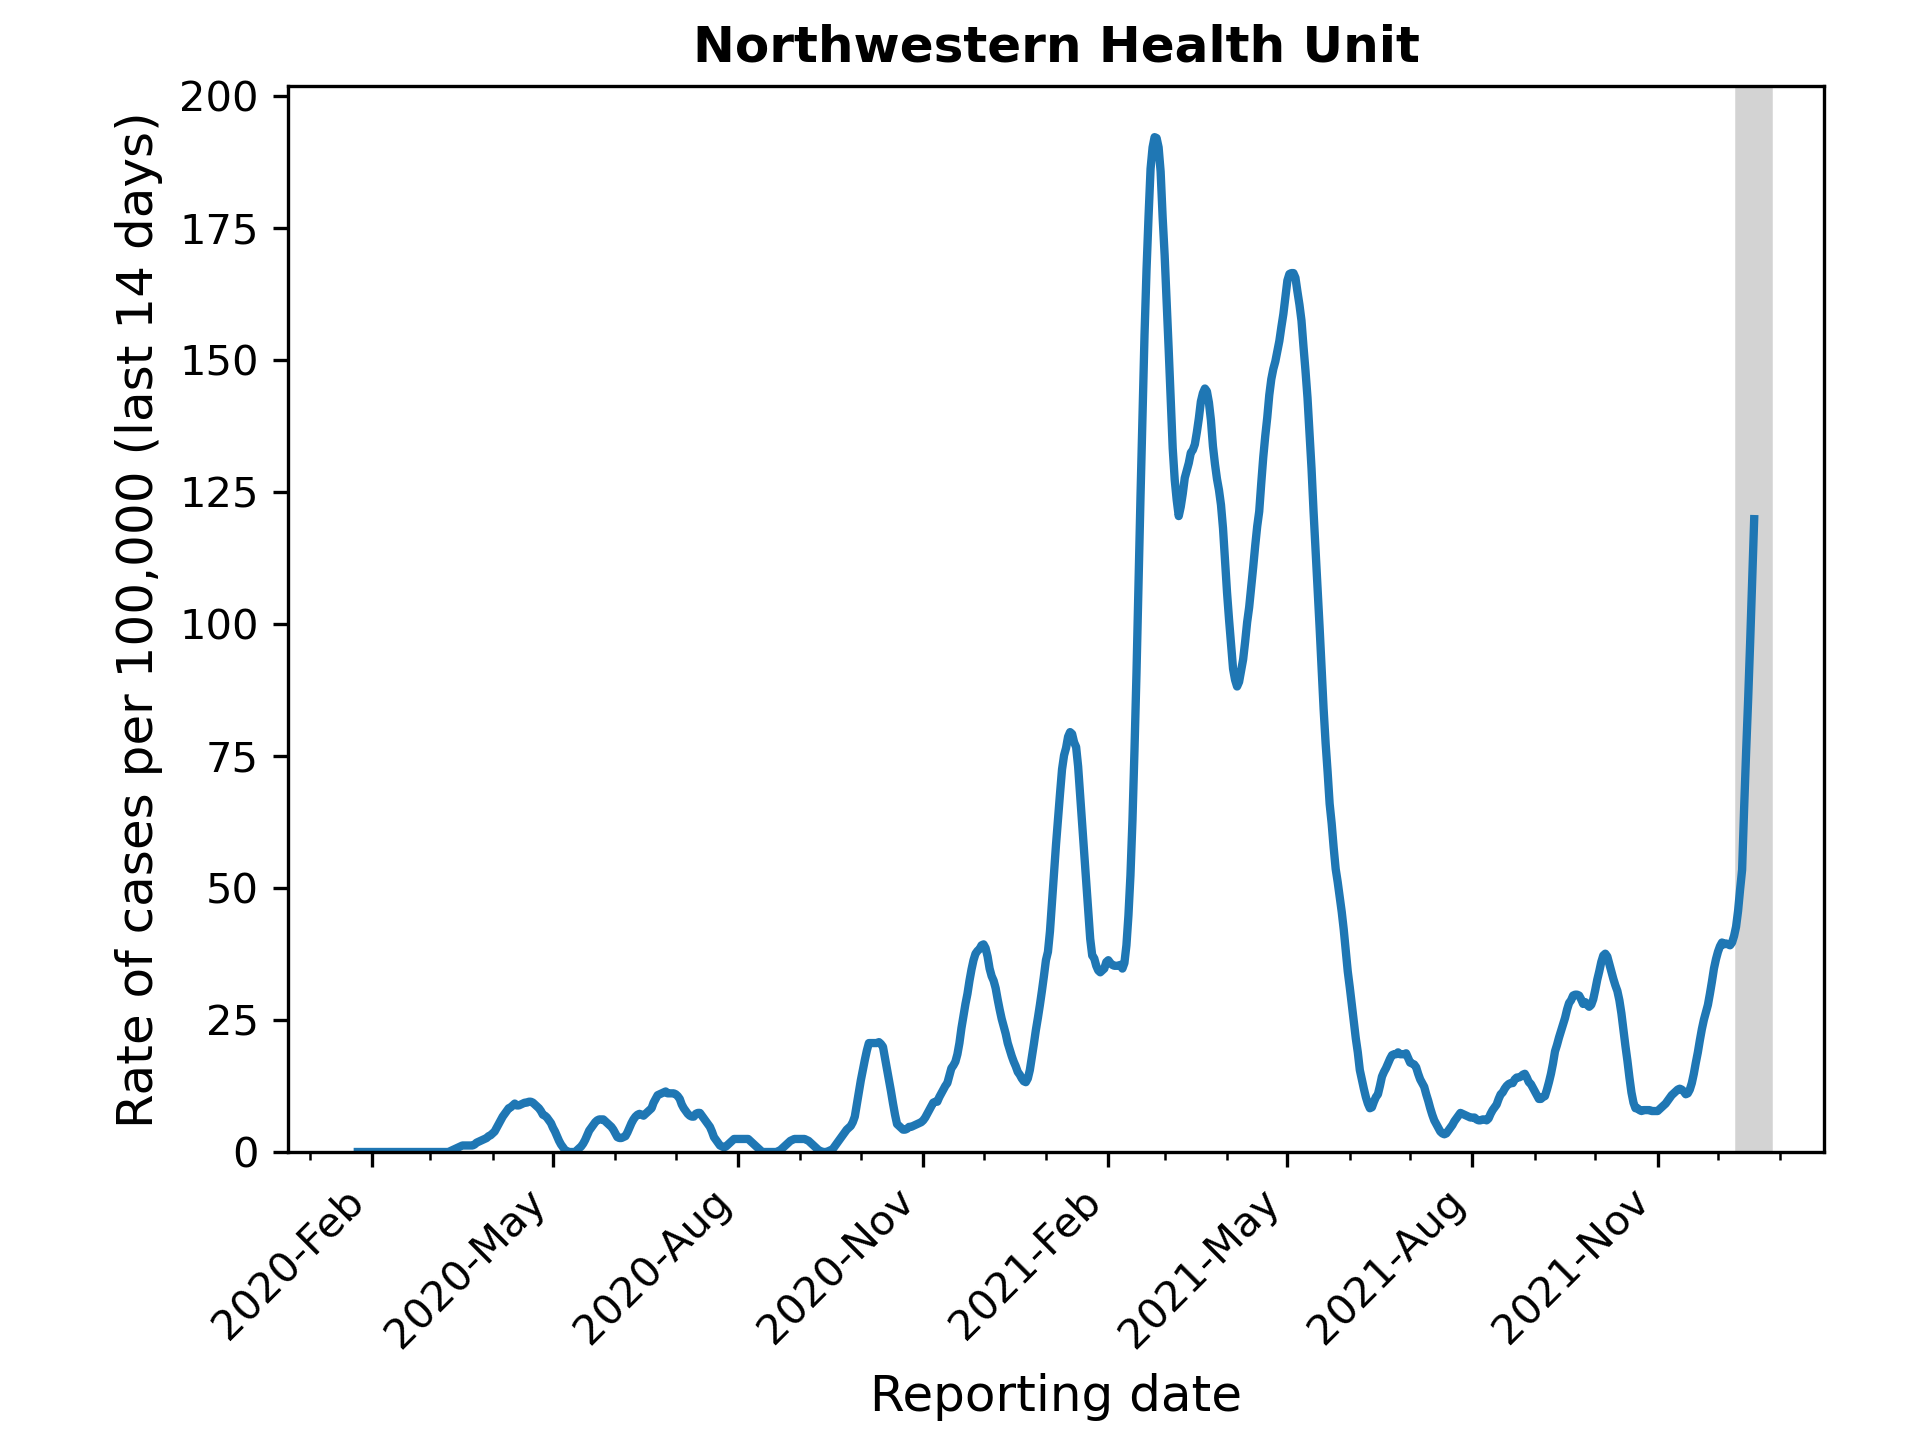 Northwestern Health Unit
Rate of cases per 100,000 (last 14 days)
200
175
150
125
100
75
50
25
0
2020-Feb
2020-May
2020-Aug
2020-Nov
2021-Feb
2021-May
2021-Aug
2021-Nov
Reporting date